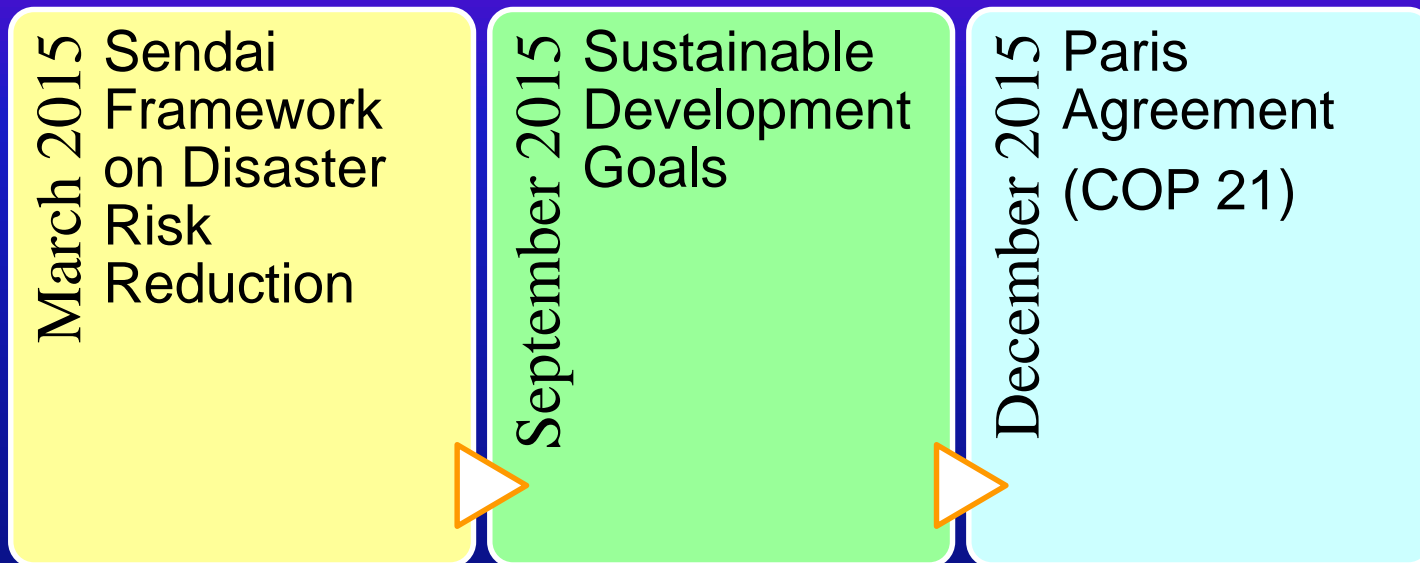 March 2015
Sendai
Framework
on Disaster
Risk
Reduction
September 2015
Sustainable
Development
Goals
December 2015
Paris
Agreement
(COP 21)